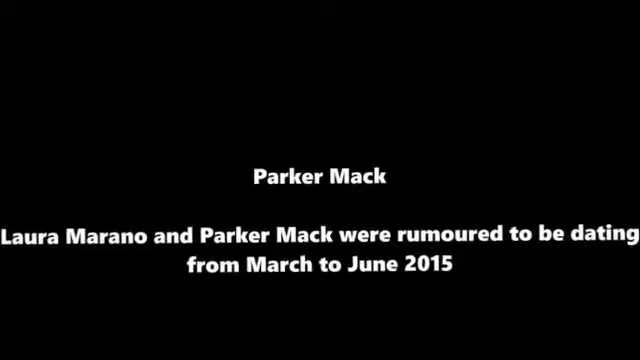 Parker Mack
Laura Marano and Parker Mack were rumoured to be dating
from March to June 2015